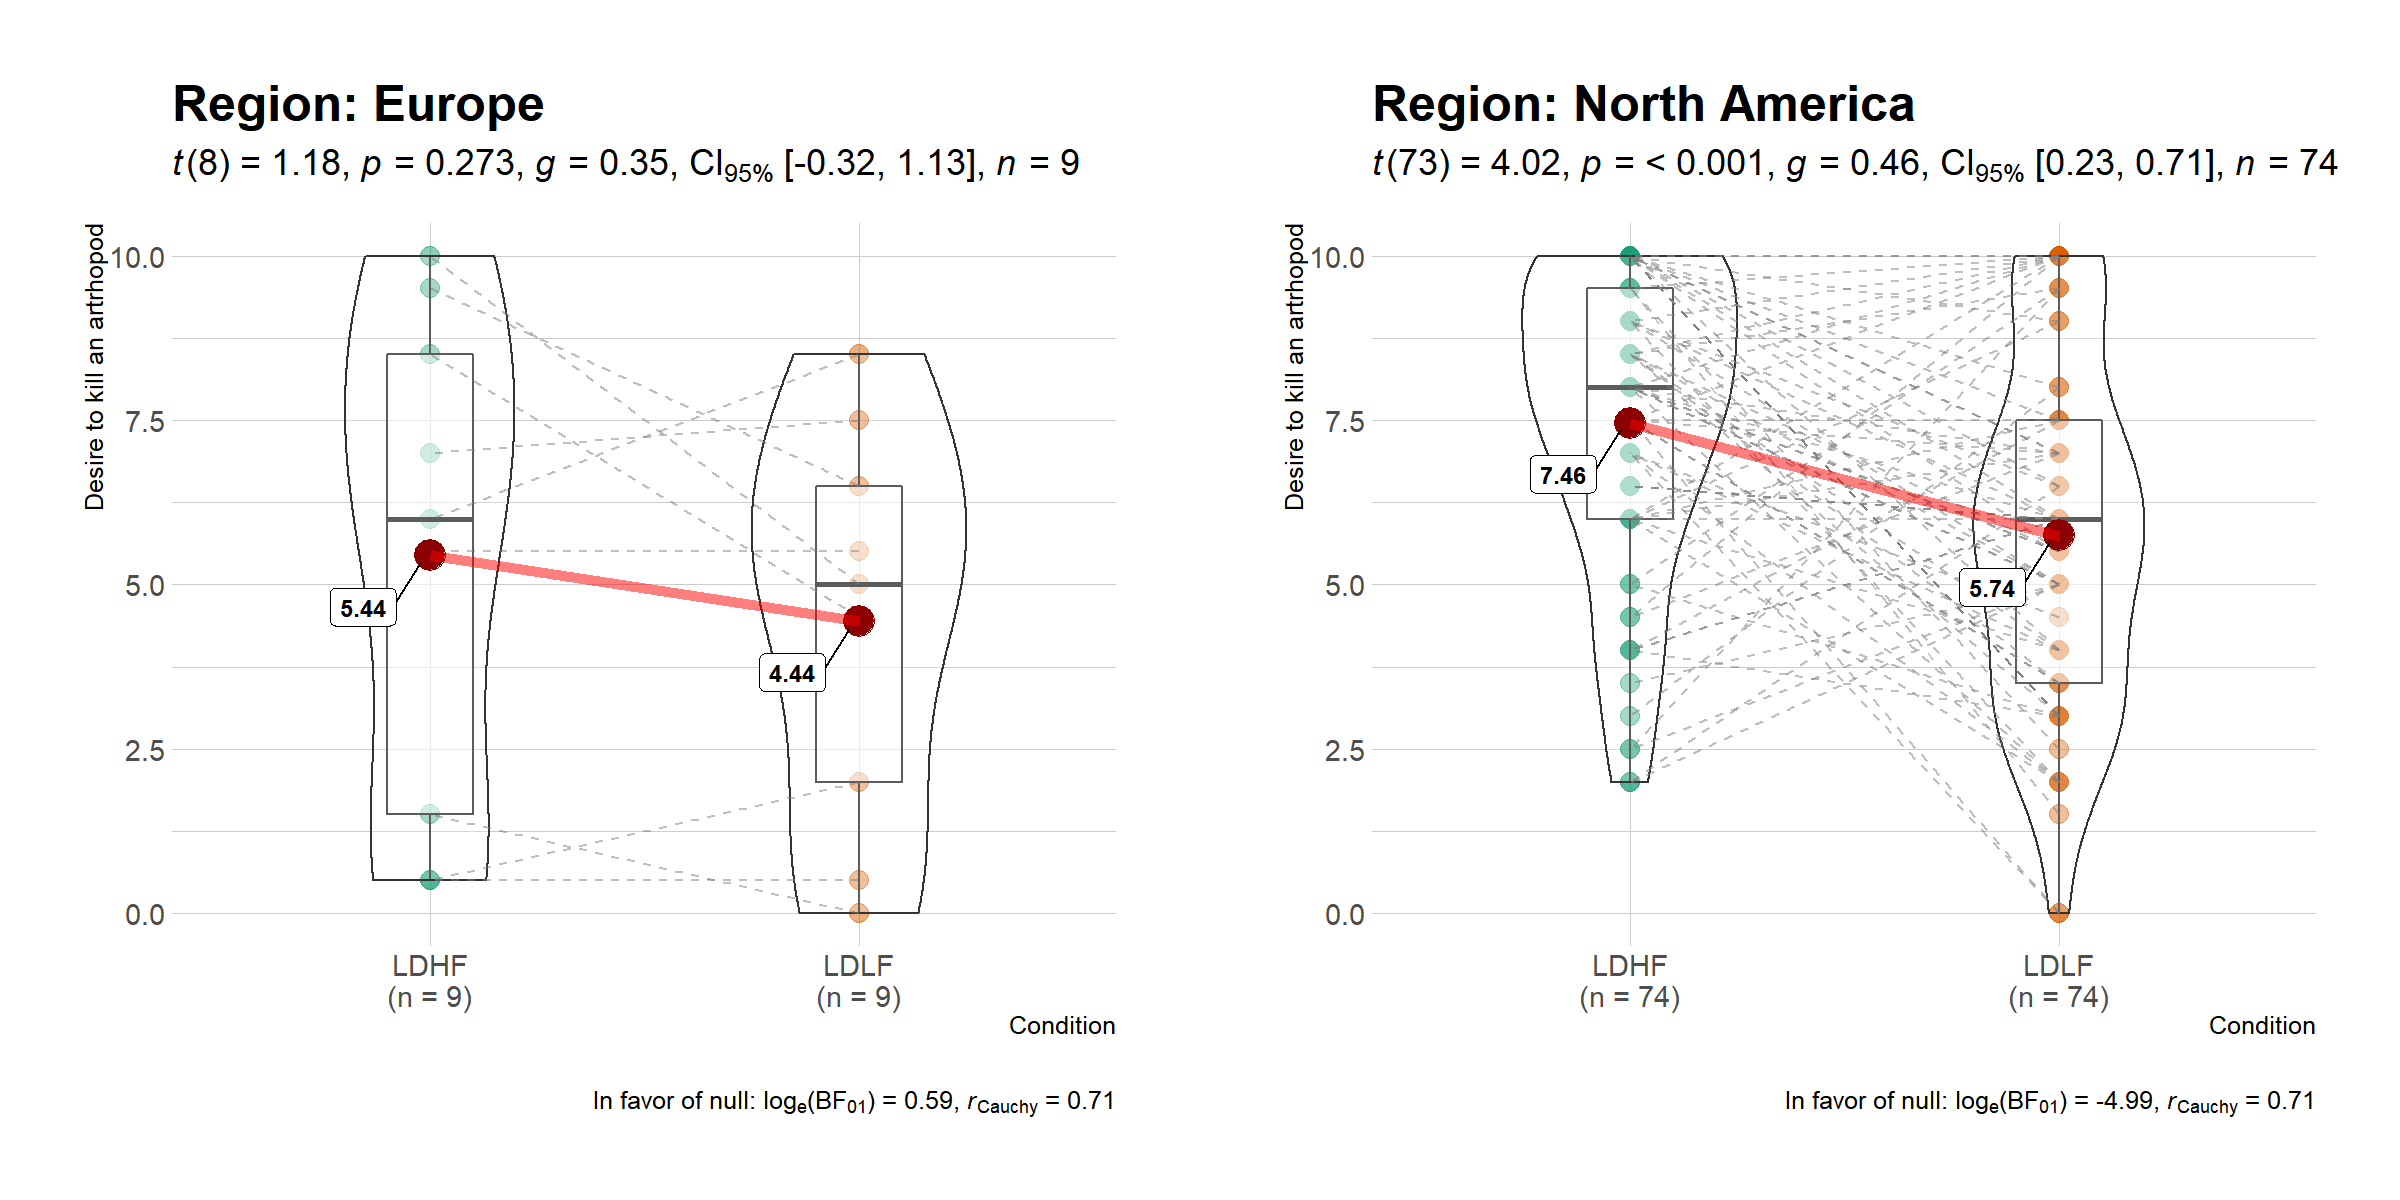 Region: Europe
t(8) = 1.18, p = 0.273, g = 0.35, CI95% [-0.32, 1.13], n = 9
Desire to kill an artrhopod
10.0
7.5
5.0
2.5
0.0
5.44
4.44
LDHF
(n = 9)
LDLF
(n = 9)
Condition
In favor of null: loge(BF01) = 0.59, rCauchy = 0.71
Region: North America
t(73) = 4.02, p = < 0.001, g = 0.46, CI95% [0.23, 0.71], n = 74
Desire to kill an artrhopod
10.0
7.5
5.0
2.5
0.0
7.46
5.74
LDHF
(n = 74)
LDLF
(n = 74)
Condition
In favor of null: loge(BF01) = -4.99, rCauchy = 0.71